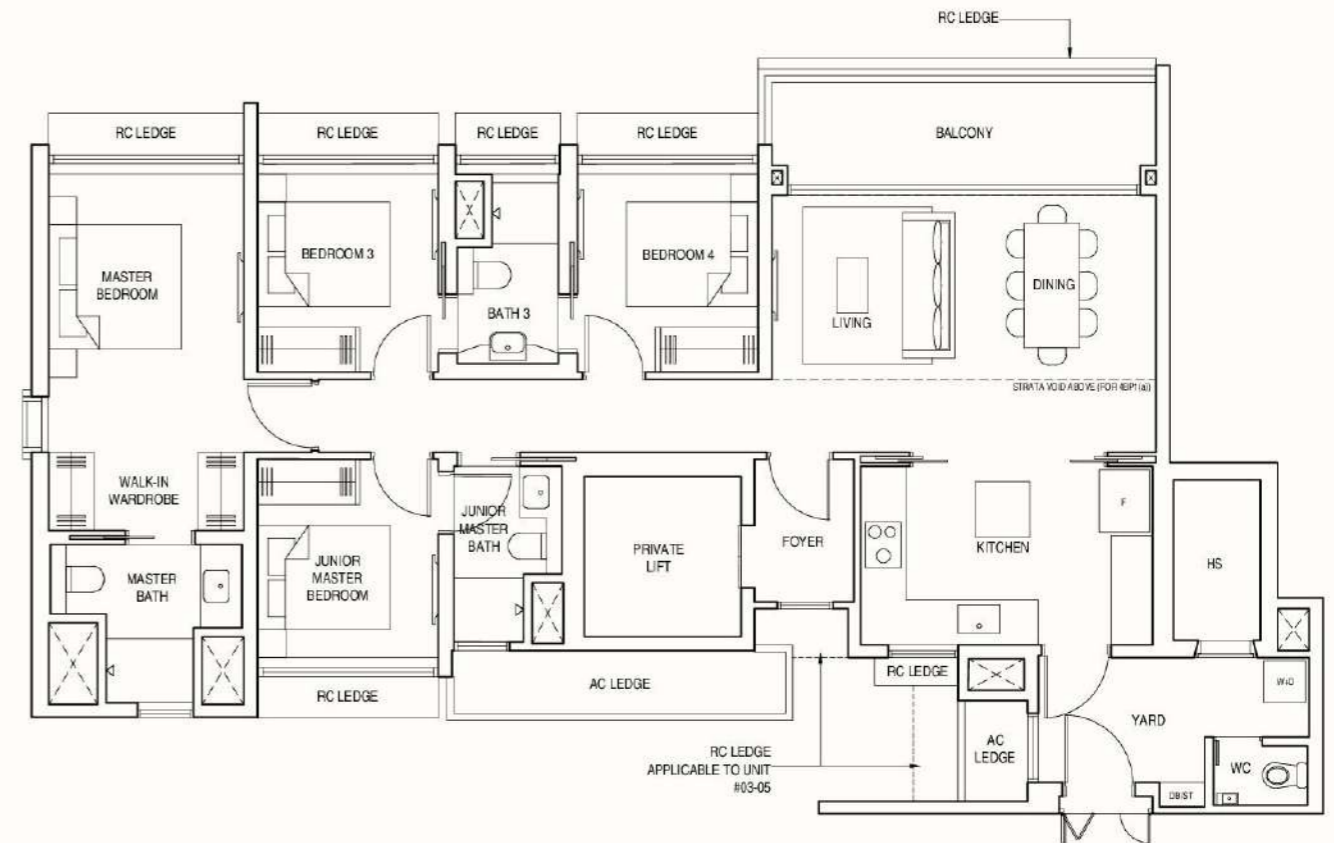 RC LEDGE
RC LEDGE
RC LEDGE
RC LEDGE
RC LEDGE
BALCONY
MASTER
BEDROOM
BEDROOM 3
BATH 3
BEDROOM 4
LIVING
DINING
STRATA VOID ABOVE (FOR 4BP1(a))
WALK-IN
WARDROBE
MASTER
BATH
JUNIOR
MASTER
BEDROOM
JUNIOR
MASTER
BATH
PRIVATE
LIFT
FOYER
KITCHEN
F
HS
RC LEDGE
AC LEDGE
RC LEDGE
W/D
YARD
AC
LEDGE
WC
DB/ST
RC LEDGE
APPLICABLE TO UNIT
#03-05